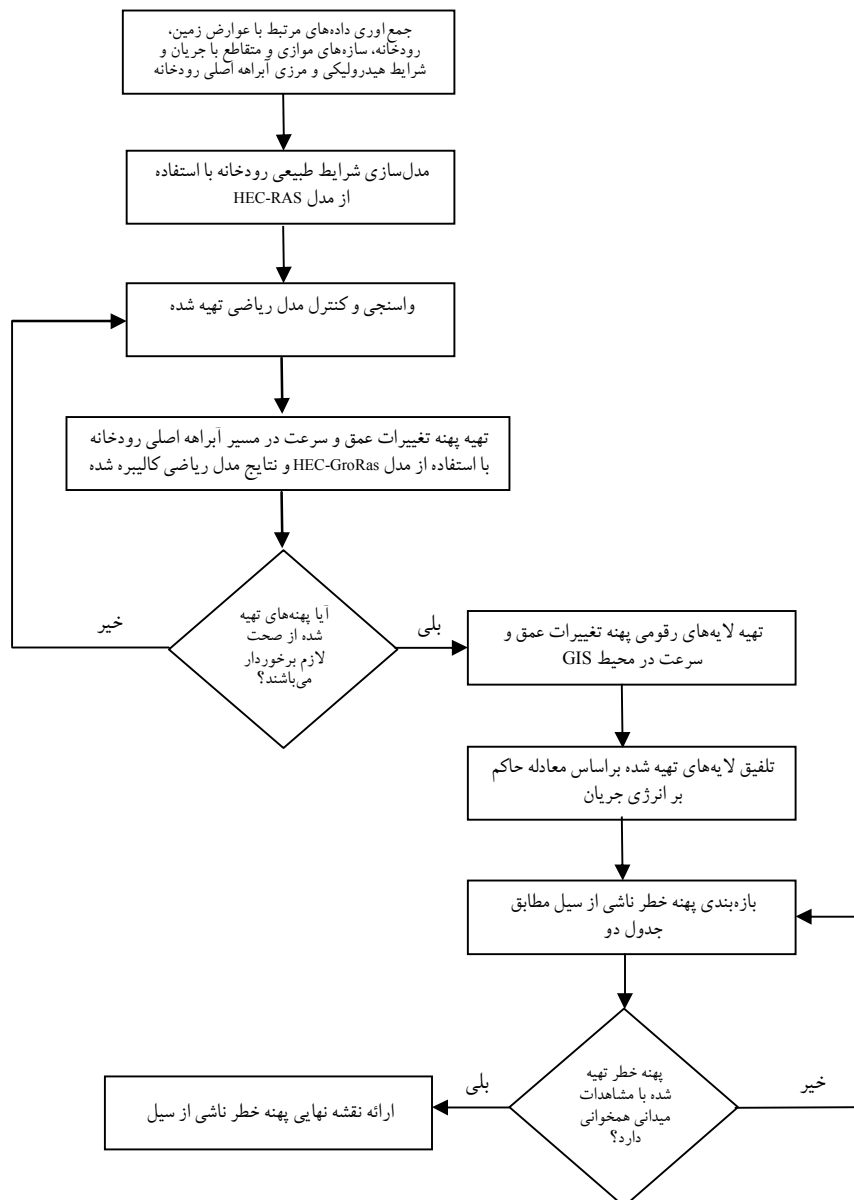 جمع‌آوری داده‌های مرتبط با عوارض زمین،
رودخانه، سازه‌های موازی و متقاطع با جریان و
شرایط هیدرولیکی و مرزی آبراهه اصلی رودخانه
مدل‌سازی شرایط طبیعی رودخانه با استفاده
از مدل HEC-RAS
واسنجی و کنترل مدل ریاضی تهیه شده
تهیه پهنه تغییرات عمق و سرعت در مسیر آبراهه اصلی رودخانه
با استفاده از مدل HEC-GroRas و نتایج مدل ریاضی کالیبره شده
آیا پهنه‌های تهیه
شده از صحت
لازم برخوردار
می‌باشند؟
خیر
بلی
تهیه لایه‌های رقومی پهنه تغییرات عمق و
سرعت در محیط GIS
تلفیق لایه‌های تهیه شده براساس معادله حاکم
بر انرژی جریان
بازه‌بندی پهنه خطر ناشی از سیل مطابق
جدول دو
پهنه خطر تهیه
شده با مشاهدات
میدانی همخوانی
دارد؟
خیر
بلی
ارائه نقشه نهایی پهنه خطر ناشی از سیل